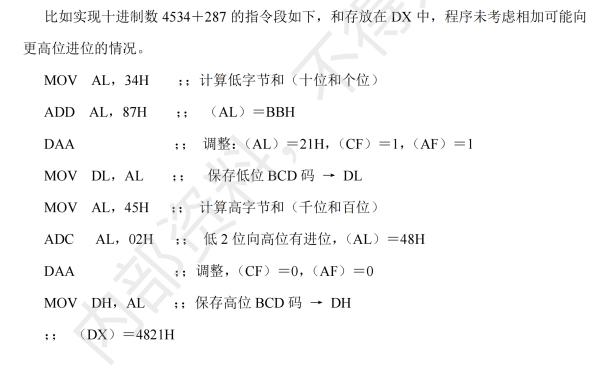 比如实现十进制数 4534＋287 的指令段如下，和存放在 DX 中，程序未考虑相加可能向
更高位进位的情况。
MOV AL，34H ;; 计算低字节和（十位和个位）
ADD AL，87H ;; （AL）＝BBH
DAA ;; 调整:（AL）＝21H，（CF）＝1，（AF）＝1
MOV DL，AL ;; 保存低位 BCD 码 → DL
MOV AL，45H ;; 计算高字节和（千位和百位）
ADC AL，02H ;; 低 2 位向高位有进位，（AL）＝48H
DAA ;; 调整，（CF）＝0，（AF）＝0
MOV DH，AL ;; 保存高位 BCD 码 → DH
;; （DX）＝4821H
内部资料，不得